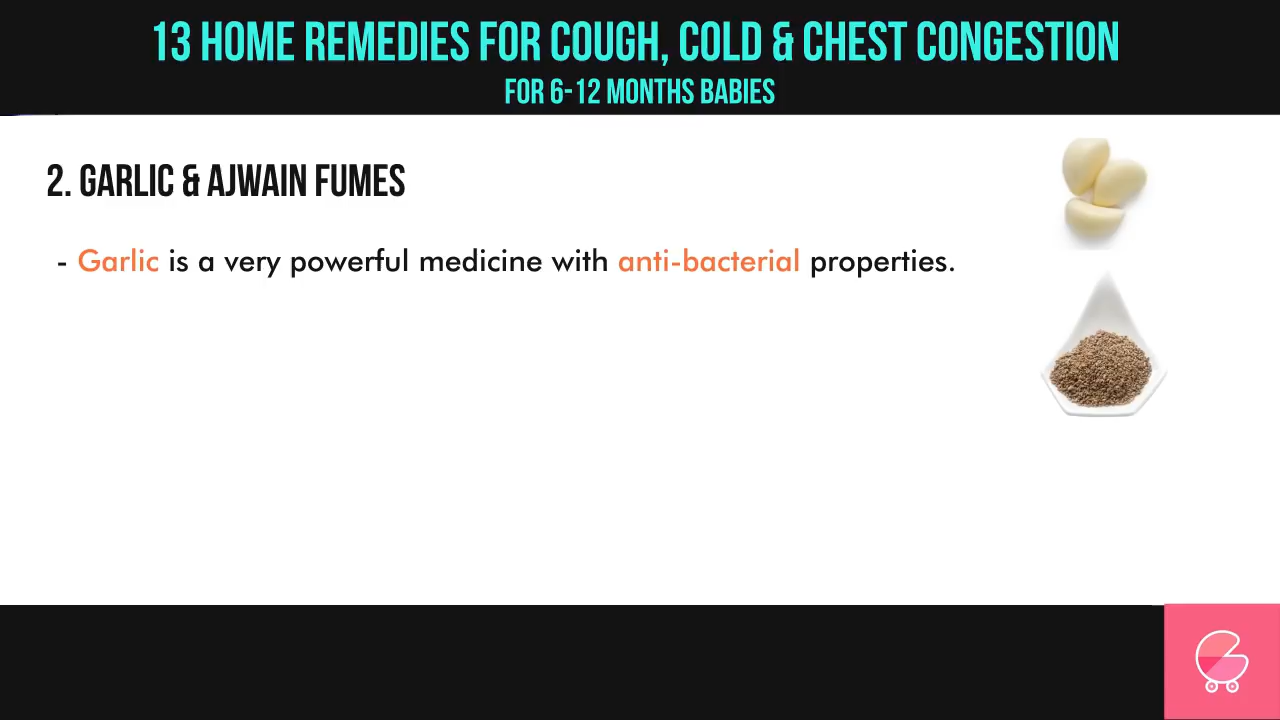 13 HOME REMEDIES FOR COUGH, COLD & CHEST CONGESTION
FOR 6-12 MONTHS BABIES
2. GARLIC & AJWAIN FUMES
- Garlic is a very powerful medicine with anti-bacterial properties.